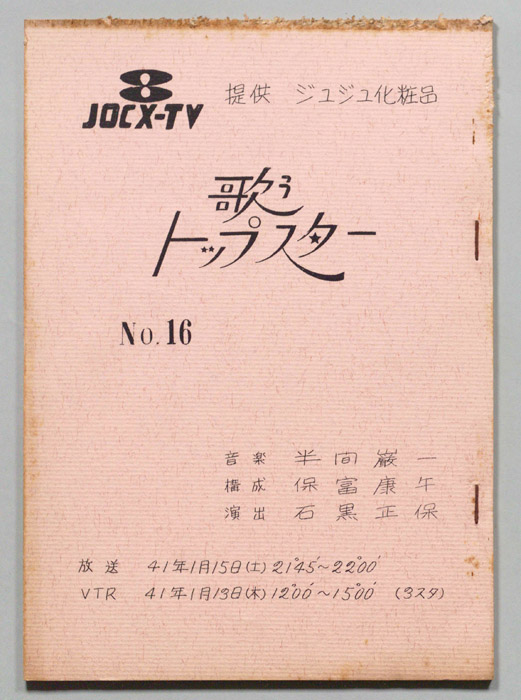 8
JOCX-TV
提供 ジュジュ化粧品
歌う
トップスター
No.16
音楽 半間巌一
構成 保富康午
演出 石黒正保
放送 41年1月15日(土) 21°45′～22°00′
VTR 41年1月13日(木) 12°00′～15°00′ (3スタ)